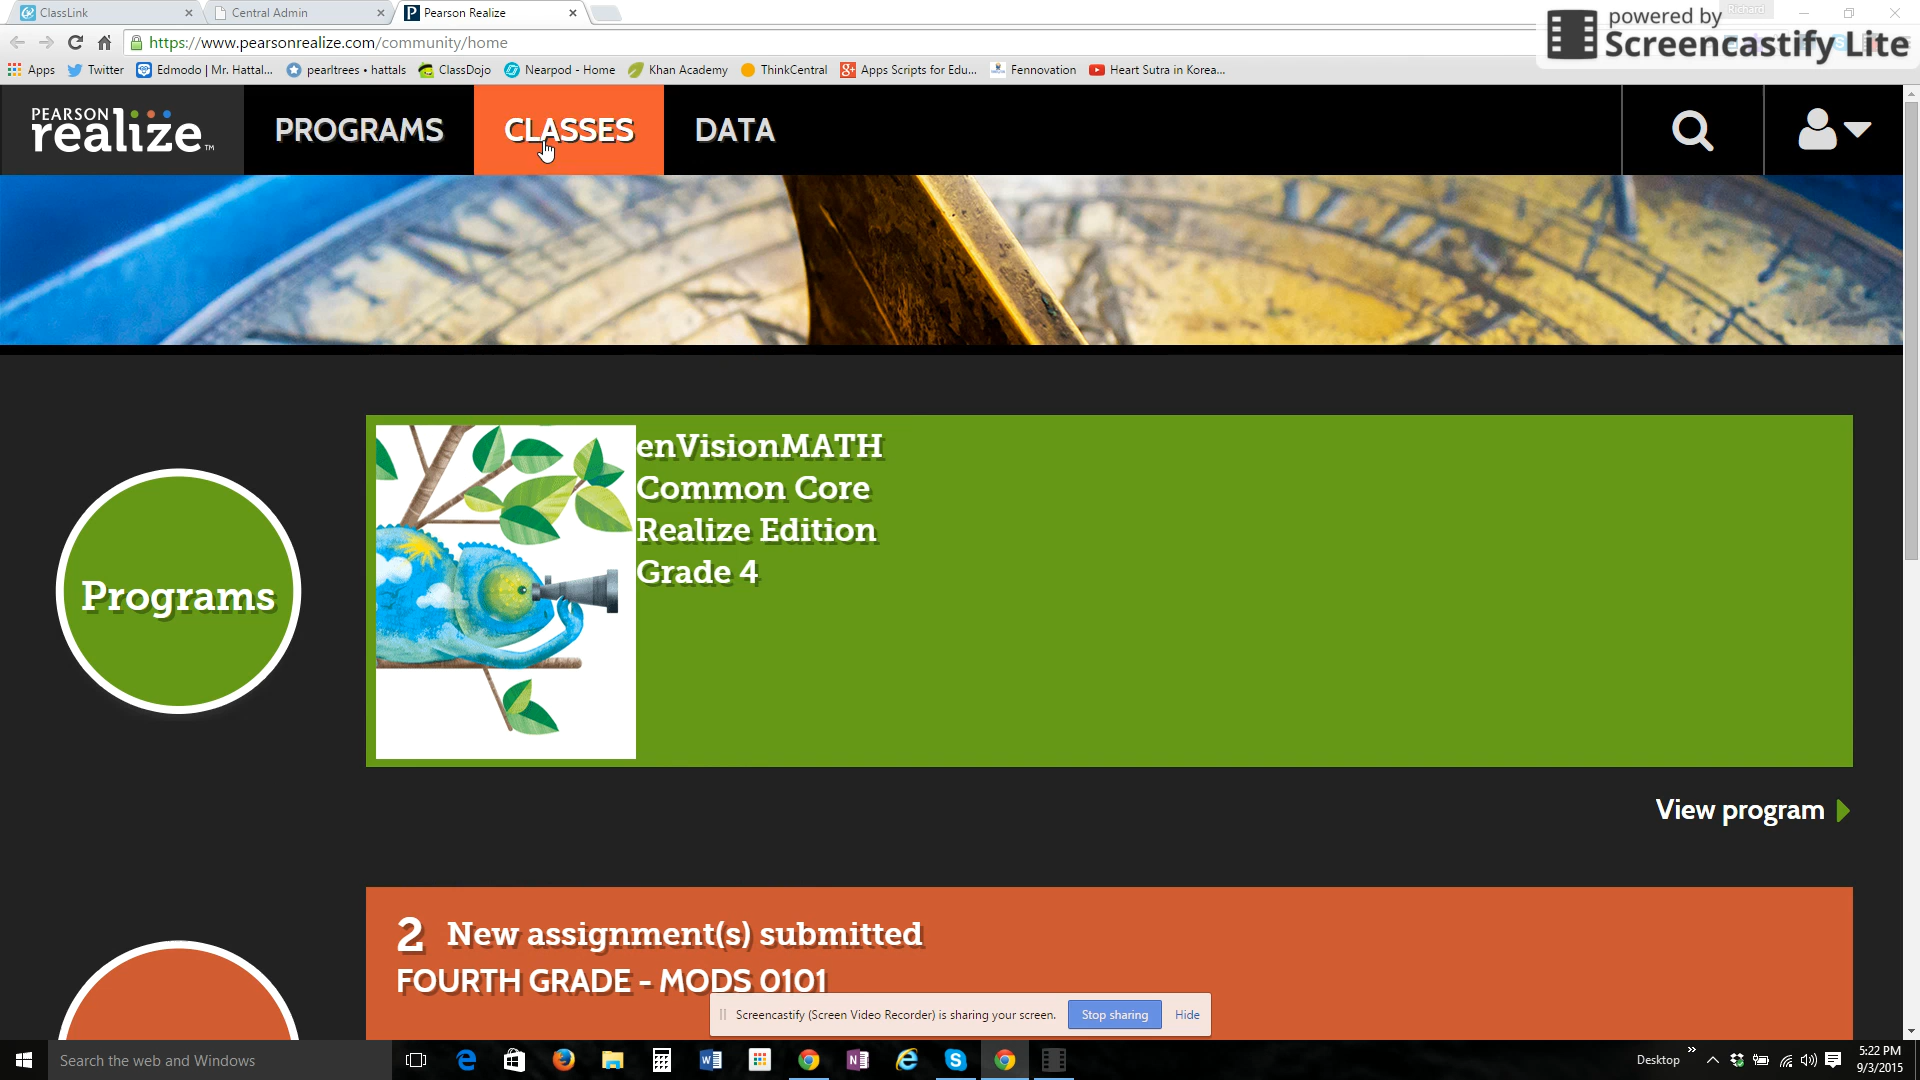 ClassLink
Central Admin
Pearson Realize
Richard
powered by
Screencastify Lite
https://www.pearsonrealize.com/community/home
Apps
Twitter
Edmodo | Mr. Hattal...
pearltrees • hattals
ClassDojo
Nearpod - Home
Khan Academy
ThinkCentral
Apps Scripts for Edu...
Fennovation
Heart Sutra in Korea...
PEARSON
realize™
PROGRAMS
CLASSES
DATA
enVisionMATH
Common Core
Realize Edition
Grade 4
Programs
View program
2 New assignment(s) submitted
FOURTH GRADE - MODS 0101
Screencastify (Screen Video Recorder) is sharing your screen.
Stop sharing
Hide
Search the web and Windows
Desktop
5:22 PM
9/3/2015